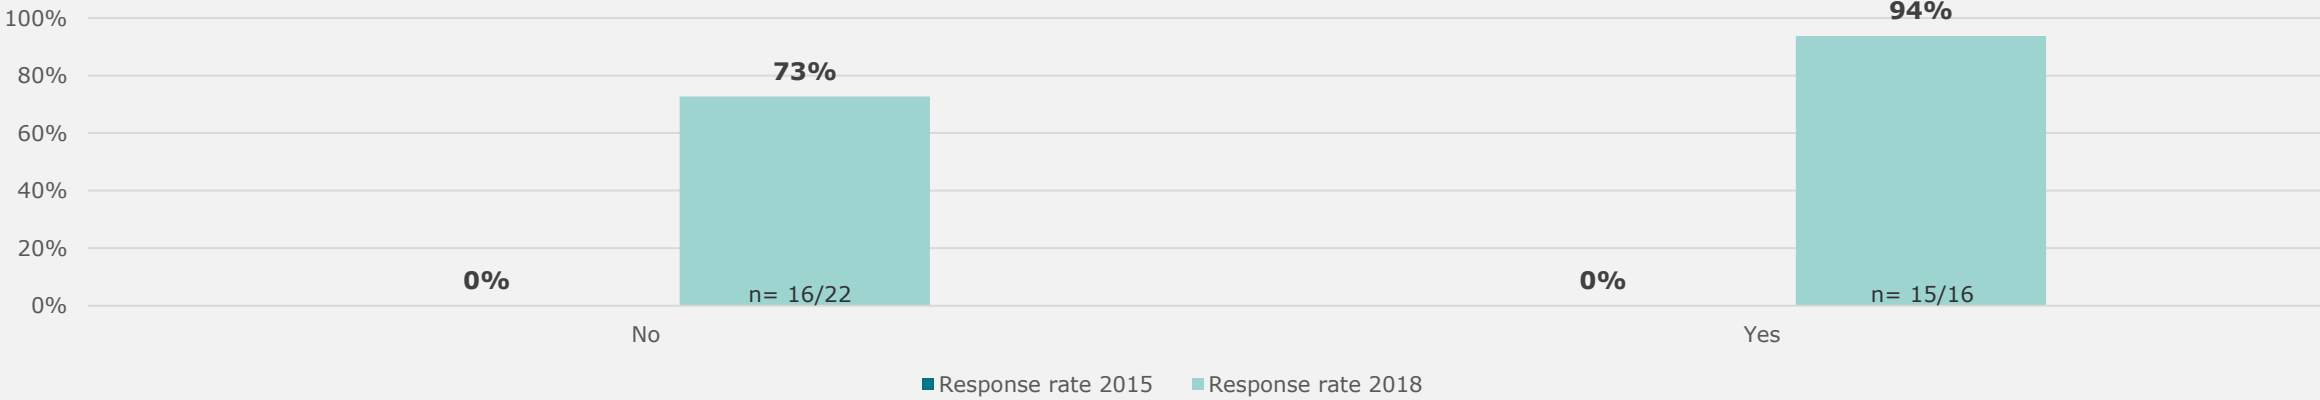 100%
94%
80%
73%
60%
40%
20%
0%
0%
n= 16/22
0%
n= 15/16
No
Yes
Response rate 2015
Response rate 2018